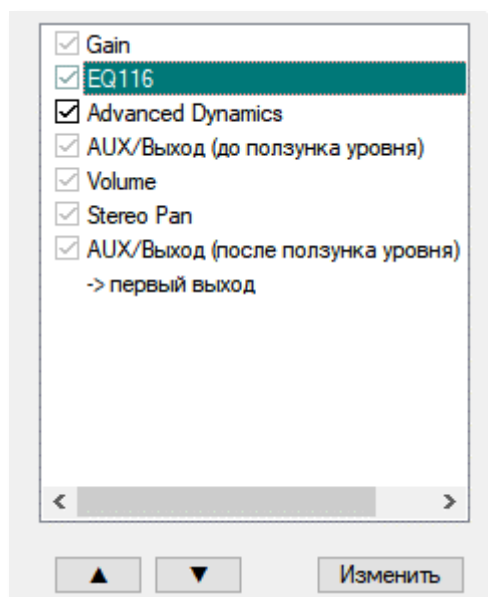 Gain
EQ116
Advanced Dynamics
AUX/Выход (до ползунка уровня)
Volume
Stereo Pan
AUX/Выход (после ползунка уровня)
-> первый выход
Изменить